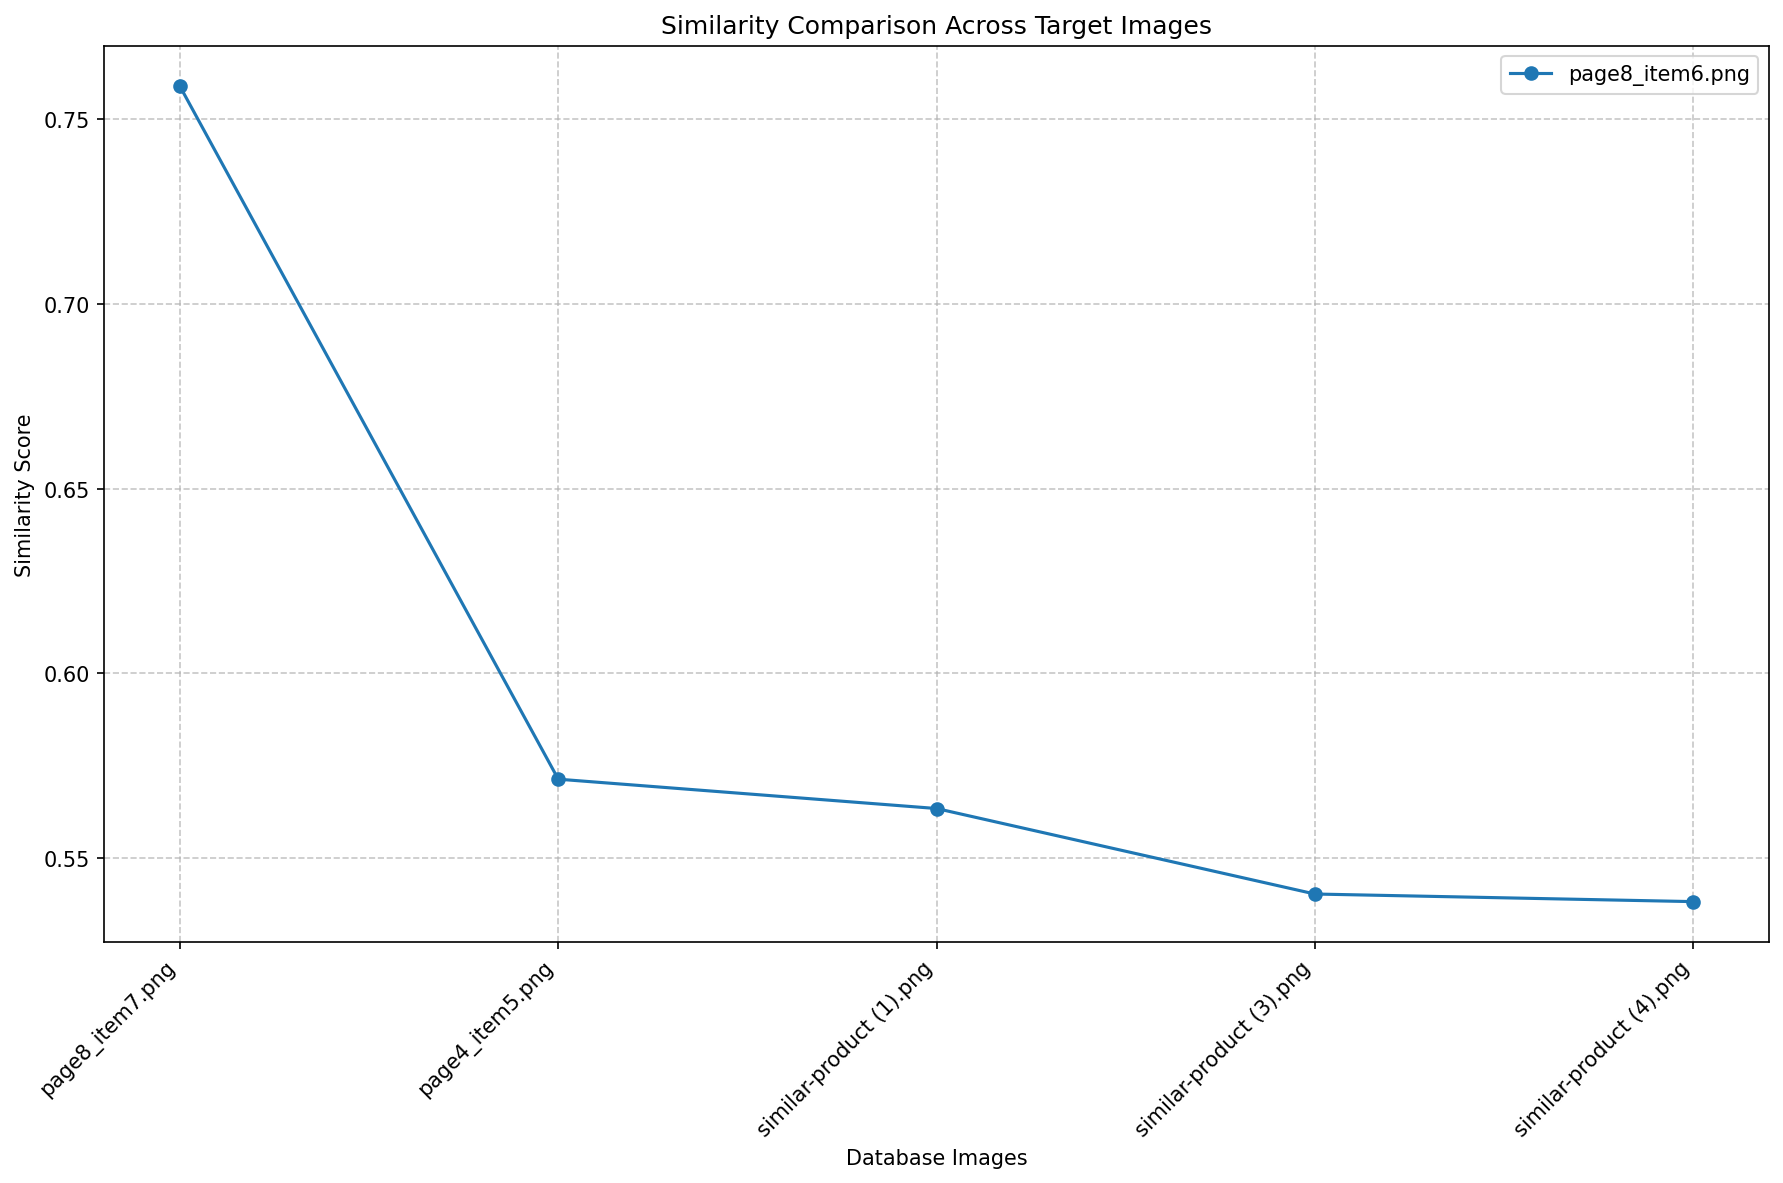 Similarity Comparison Across Target Images
page8_item6.png
Similarity Score
0.75
0.70
0.65
0.60
0.55
page8_item7.png
page4_item5.png
similar-product (1).png
similar-product (3).png
similar-product (4).png
Database Images